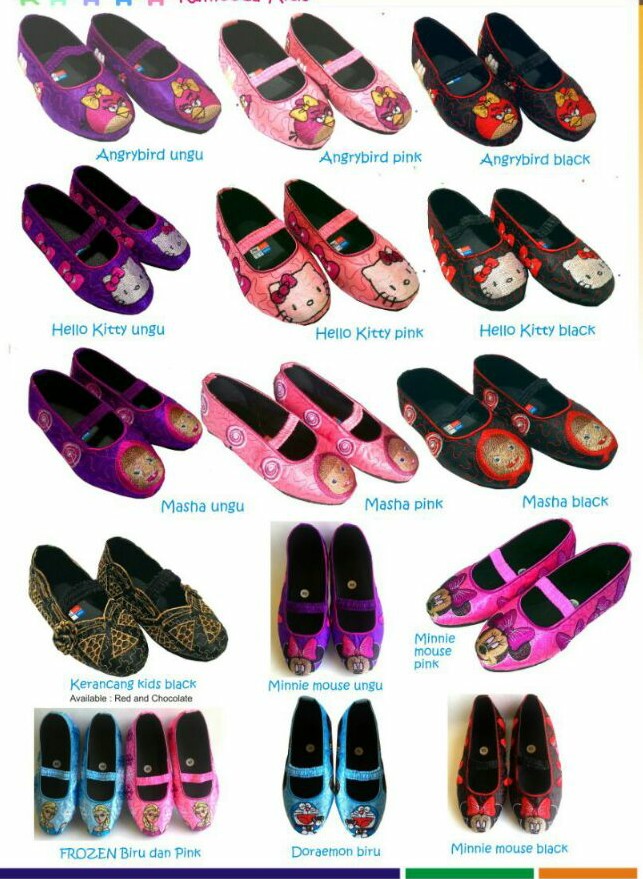 Angrybird ungu
Angrybird pink
Angrybird black
Hello Kitty ungu
Hello Kitty pink
Hello Kitty black
Masha ungu
Masha pink
Masha black
Kerancang kids black
Available : Red and Chocolate
Minnie mouse ungu
Minnie
mouse
pink
FROZEN Biru dan Pink
Doraemon biru
Minnie mouse black